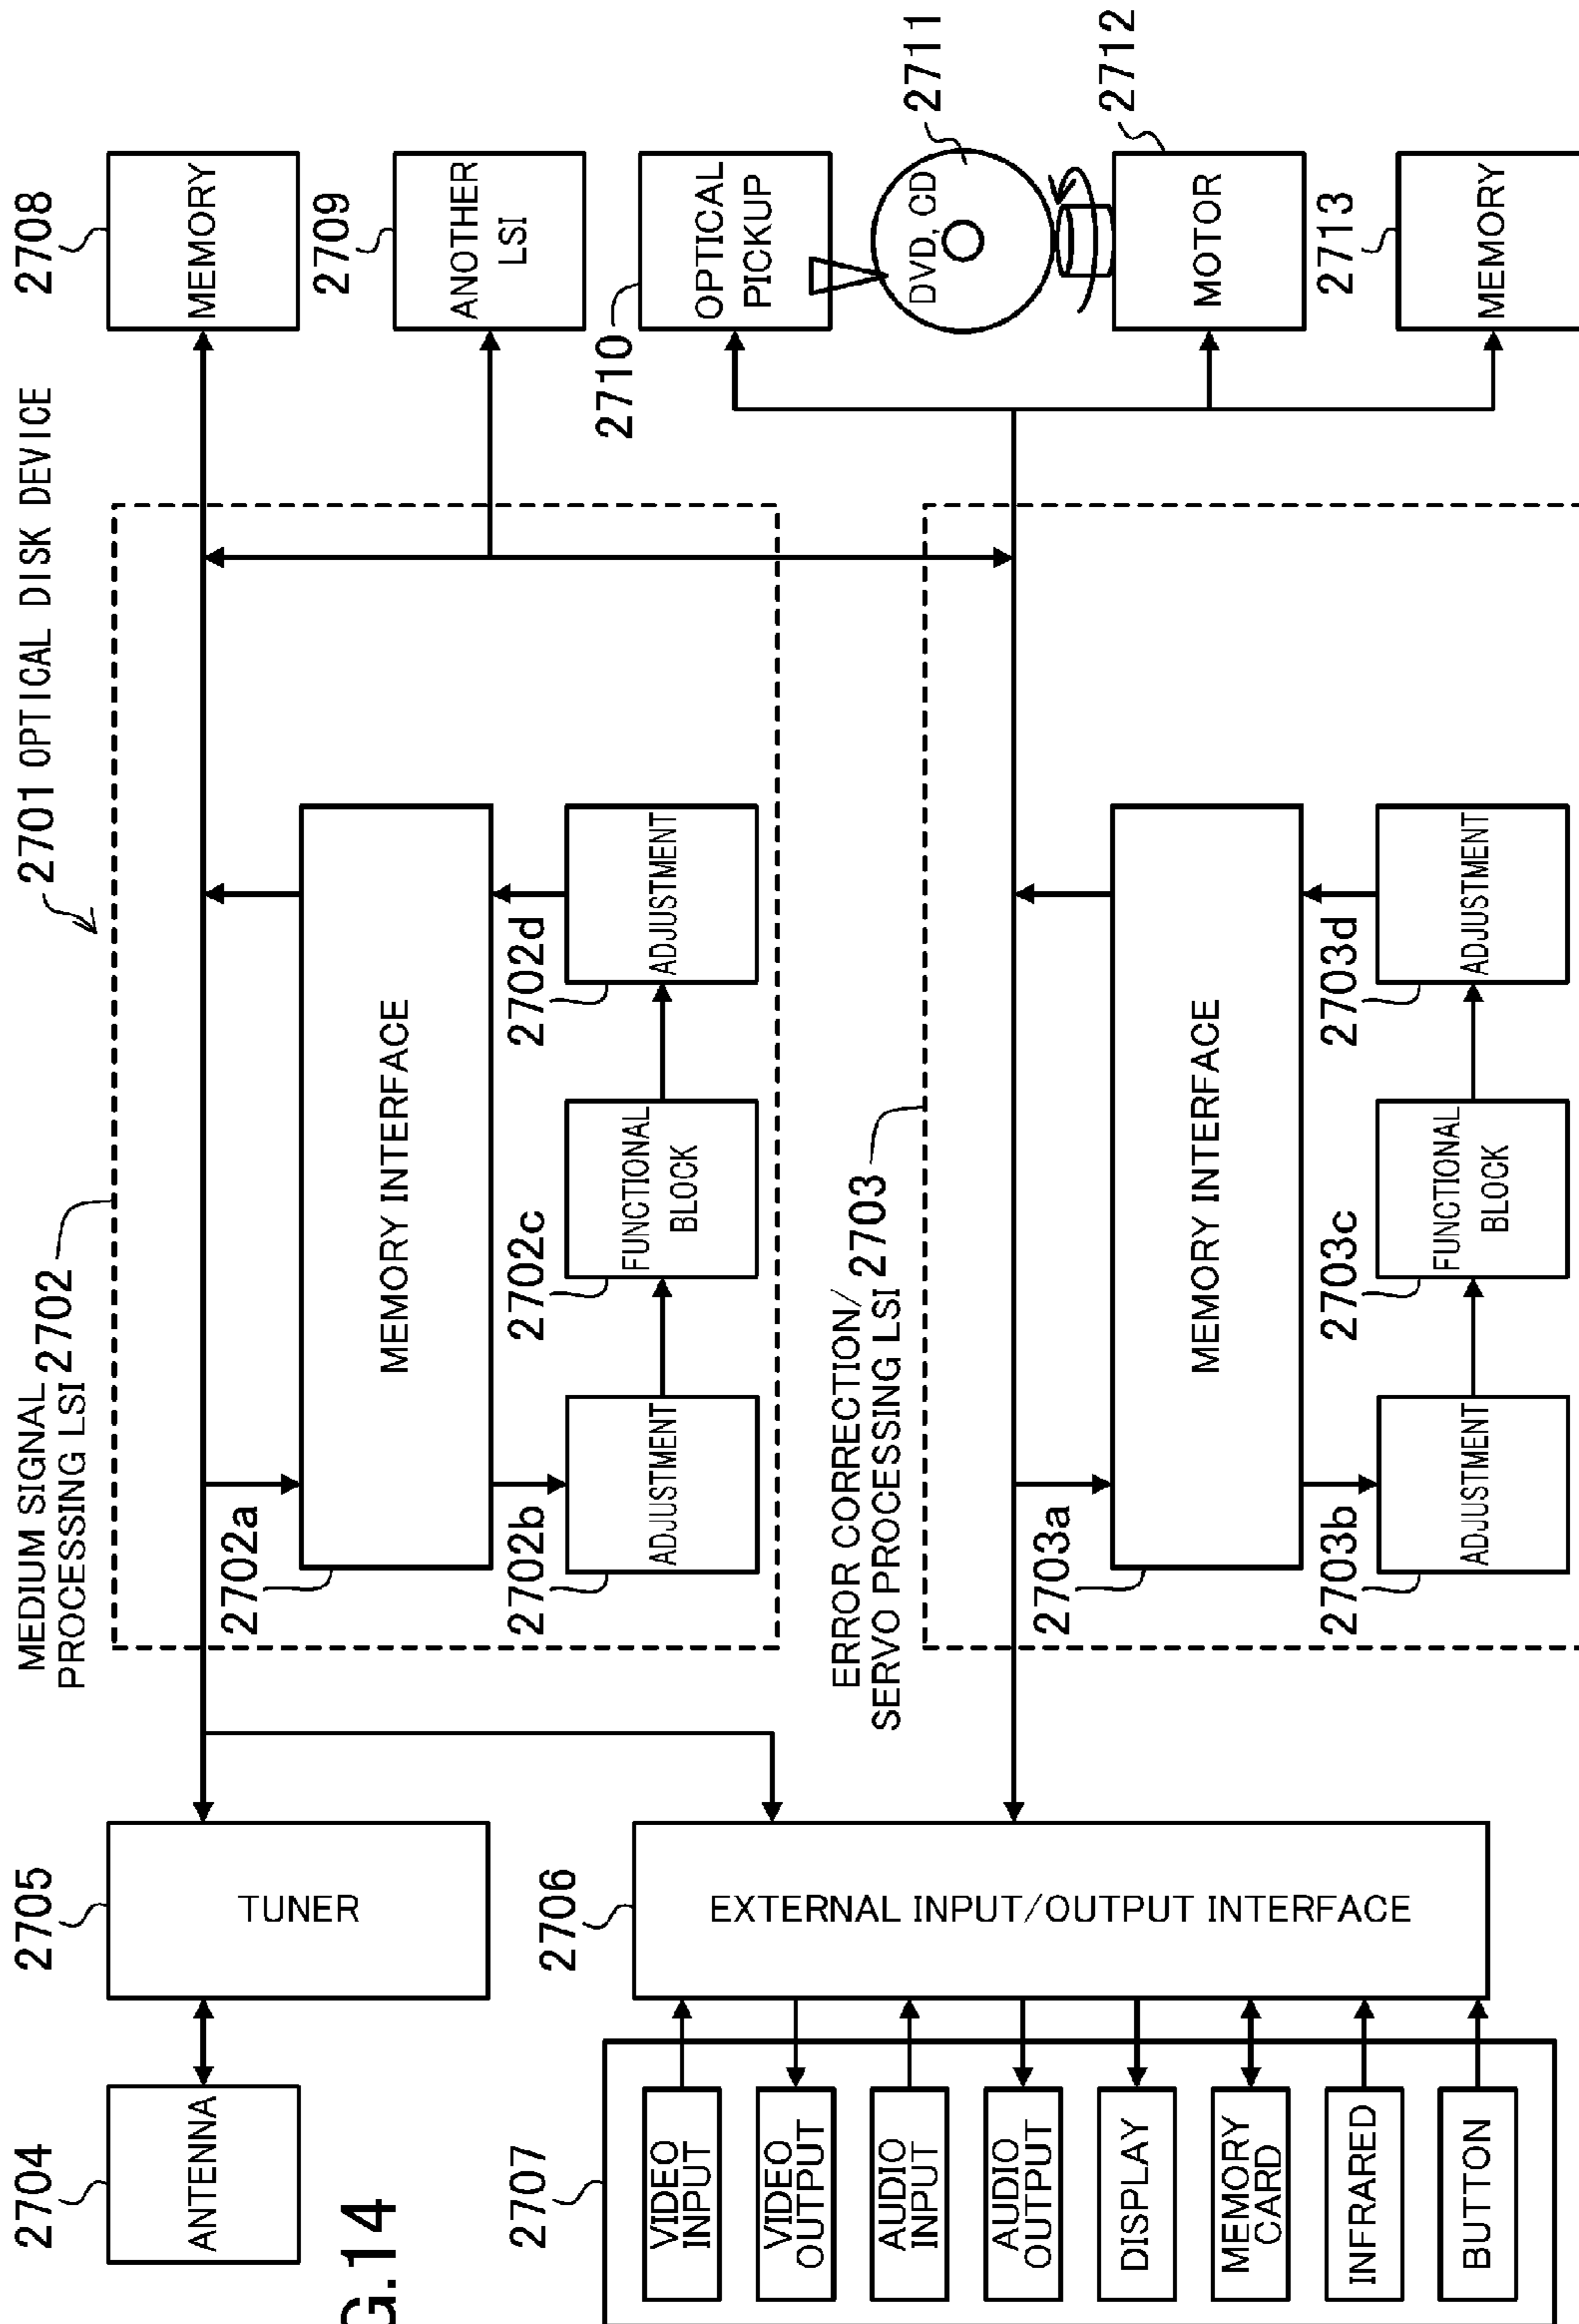 G.14
2701 OPTICAL DISK DEVICE
2704
ANTENNA
2705
TUNER
MEDIUM SIGNAL
PROCESSING LSI 2702
2702a
MEMORY INTERFACE
2702b
ADJUSTMENT
2702c
FUNCTIONAL
BLOCK
2702d
ADJUSTMENT
2708
MEMORY
2709
ANOTHER
LSI
2710
OPTICAL
PICKUP
2711
DVD, CD
2712
MOTOR
2713
MEMORY
2706
EXTERNAL INPUT/OUTPUT INTERFACE
2707
VIDEO
INPUT
VIDEO
OUTPUT
AUDIO
INPUT
AUDIO
OUTPUT
DISPLAY
MEMORY
CARD
INFRARED
BUTTON
ERROR CORRECTION/
SERVO PROCESSING LSI 2703
2703a
MEMORY INTERFACE
2703b
ADJUSTMENT
2703c
FUNCTIONAL
BLOCK
2703d
ADJUSTMENT